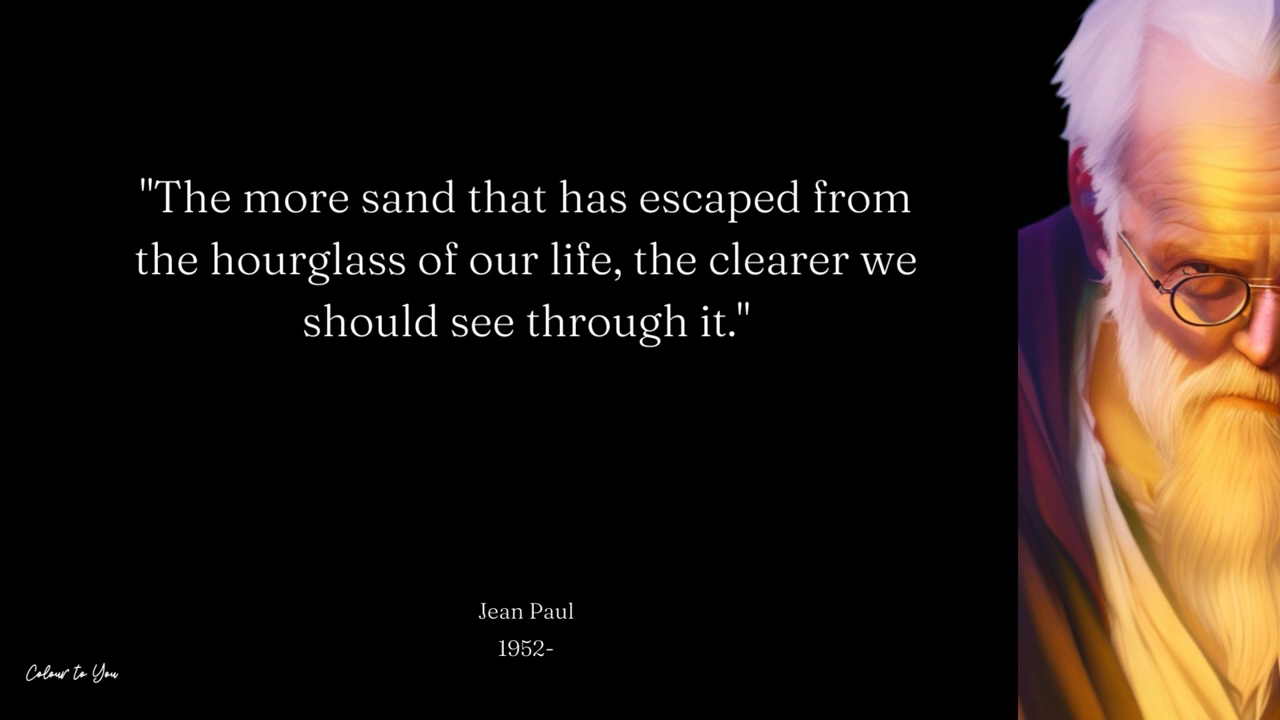 "The more sand that has escaped from
the hourglass of our life, the clearer we
should see through it."
Jean Paul
1952-
Colour to You